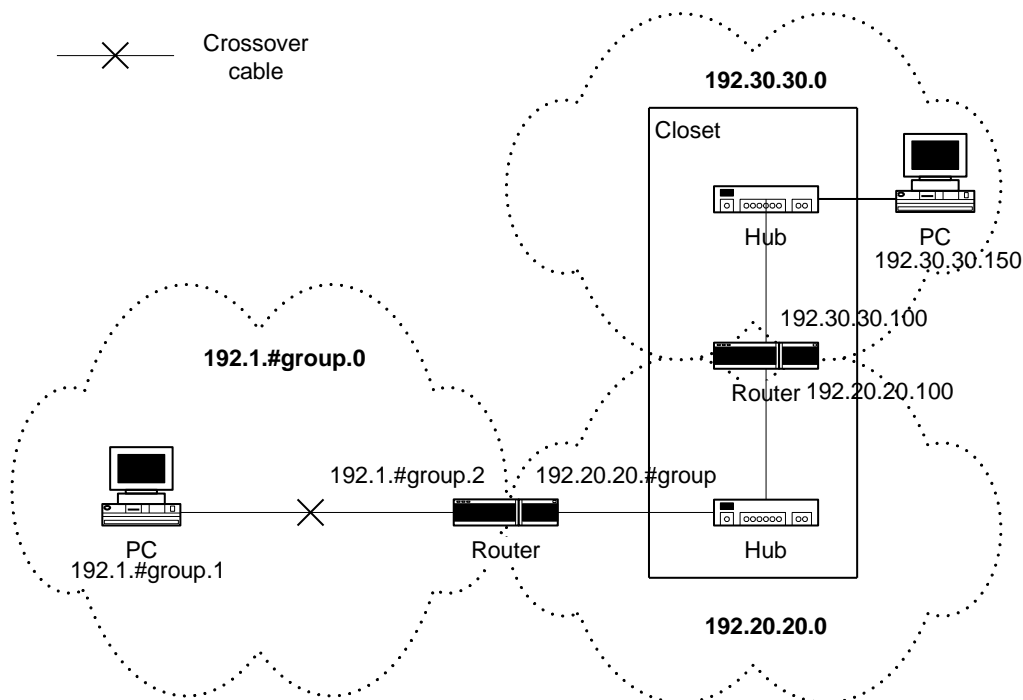 Crossover
cable
192.30.30.0
Closet
Hub
PC
192.30.30.150
192.30.30.100
192.1.#group.0
Router
192.20.20.100
192.1.#group.2
192.20.20.#group
PC
192.1.#group.1
Router
Hub
192.20.20.0